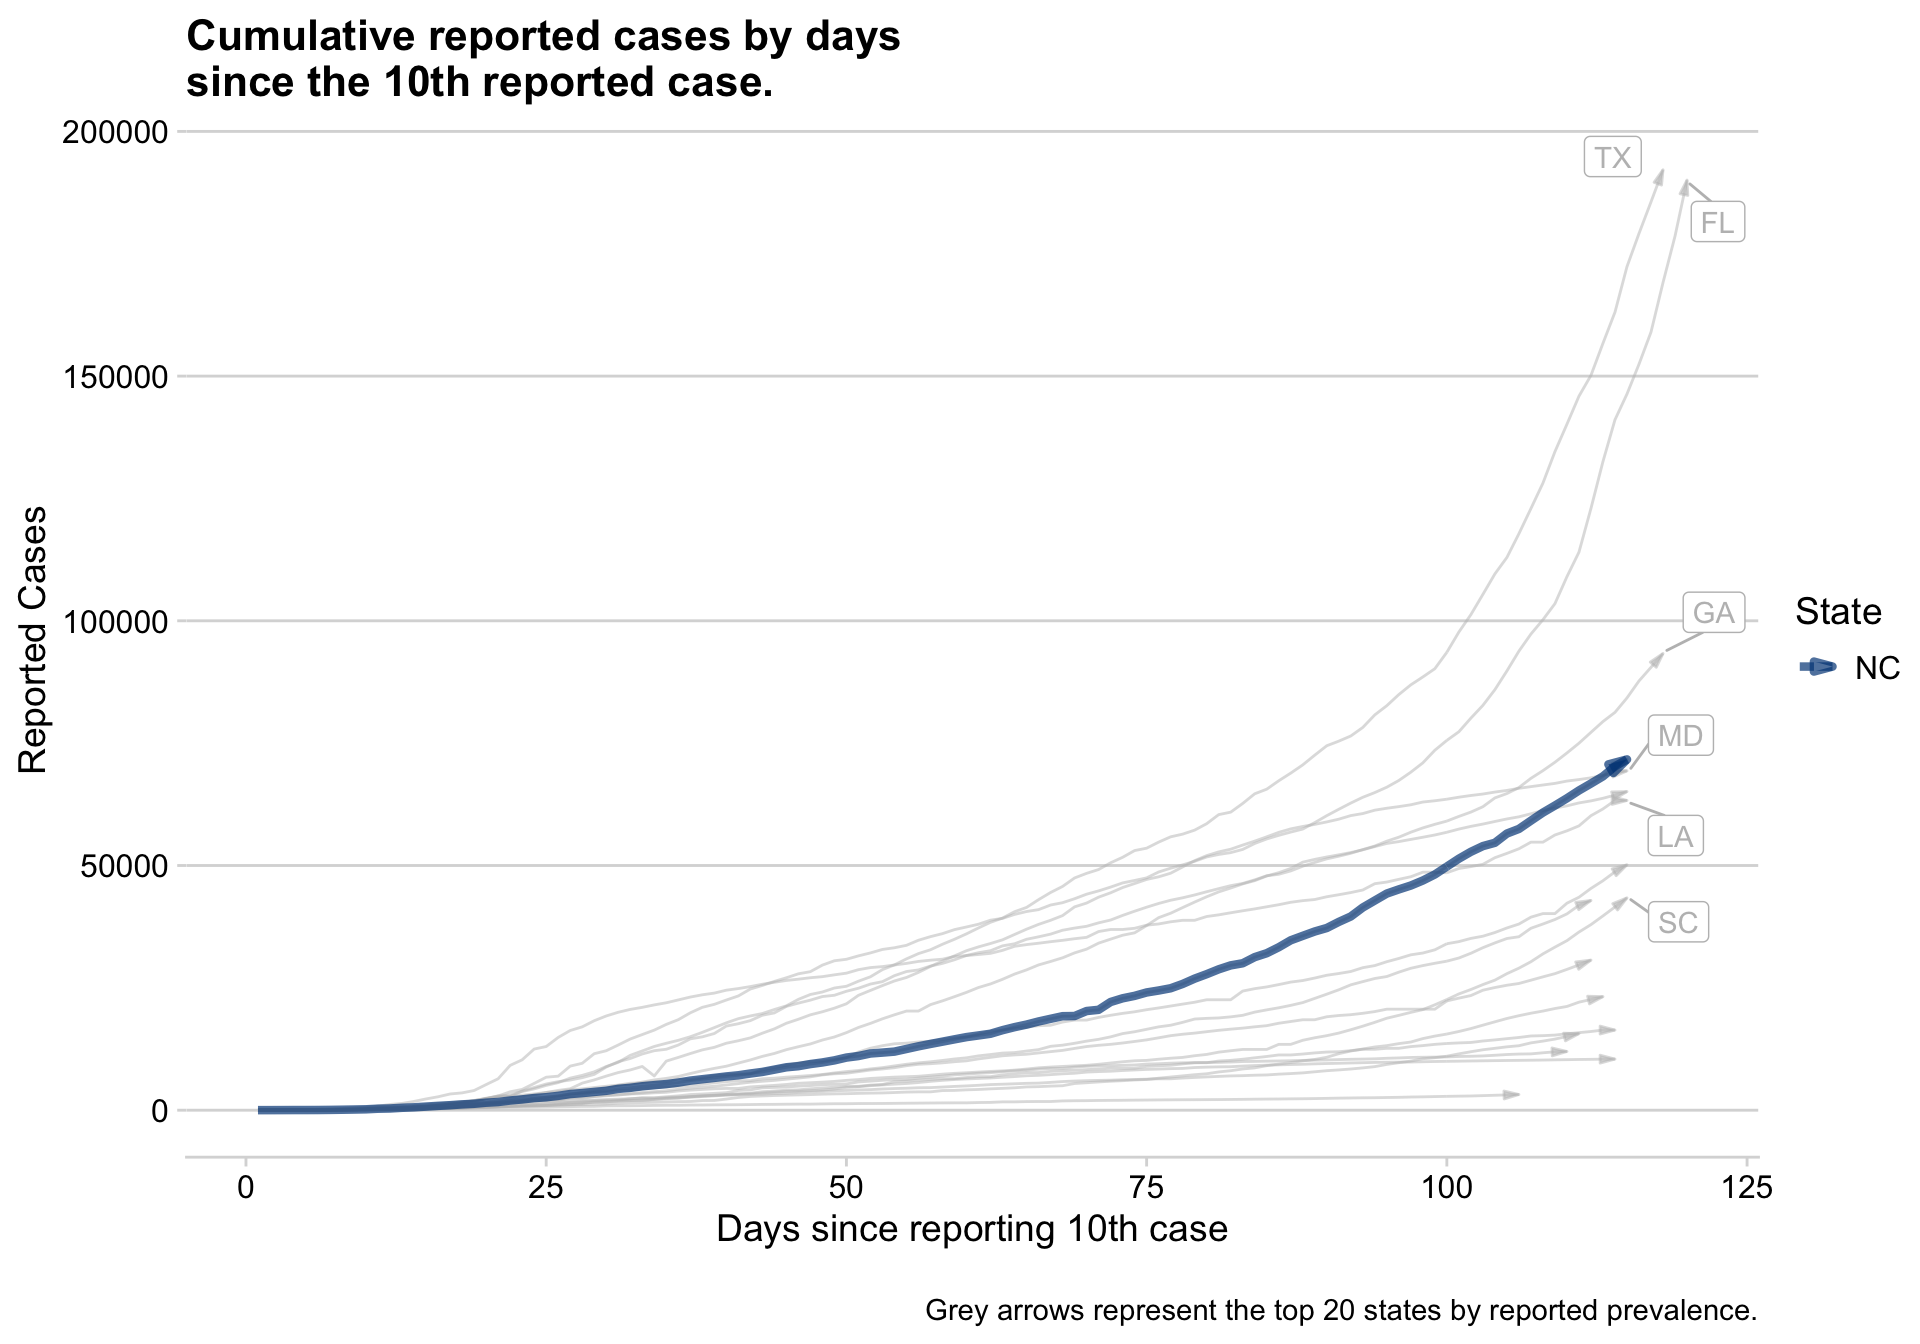 Cumulative reported cases by days
since the 10th reported case.
200000
150000
100000
50000
0
Reported Cases
TX
FL
GA
MD
LA
SC
State
NC
0 25 50 75 100 125
Days since reporting 10th case
Grey arrows represent the top 20 states by reported prevalence.